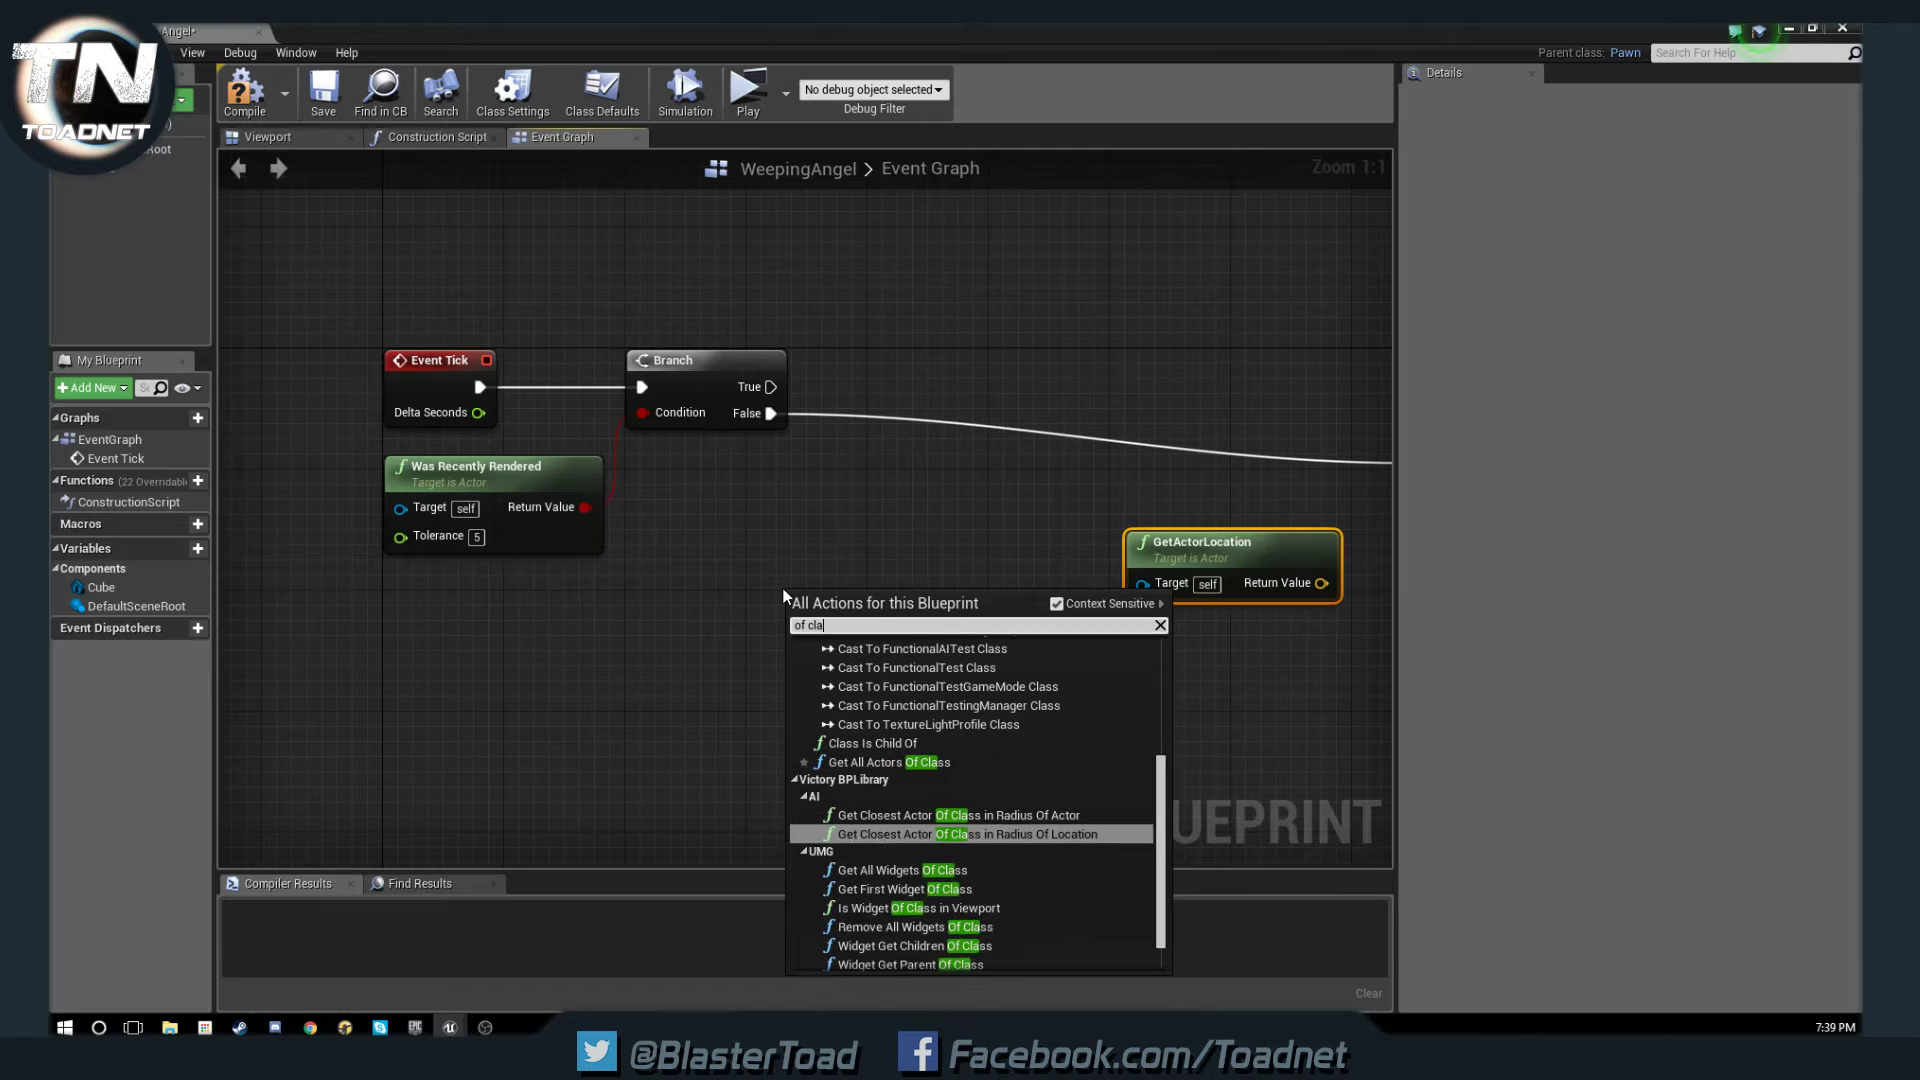 TN
TOADNET
Angel*
View Debug Window Help
Parent class: Pawn Search For Help
Compile Save Find in CB Search Class Settings Class Defaults Simulation Play No debug object selected
Debug Filter
Details
Root
Viewport Construction Script Event Graph
WeepingAngel > Event Graph
Zoom 1:1
Event Tick
Delta Seconds
Branch
True
Condition False
Was Recently Rendered
Target is Actor
Target self Return Value
Tolerance 5
GetActorLocation
Target is Actor
Target self Return Value
My Blueprint
Add New
Graphs
EventGraph
Event Tick
Functions (22 Overridabl
ConstructionScript
Macros
Variables
Components
Cube
DefaultSceneRoot
Event Dispatchers
All Actions for this Blueprint Context Sensitive
of cla
Cast To FunctionalAITest Class
Cast To FunctionalTest Class
Cast To FunctionalTestGameMode Class
Cast To FunctionalTestingManager Class
Cast To TextureLightProfile Class
Class Is Child Of
Get All Actors Of Class
Victory BPLibrary
AI
Get Closest Actor Of Class in Radius Of Actor
Get Closest Actor Of Class in Radius Of Location
UMG
Get All Widgets Of Class
Get First Widget Of Class
Is Widget Of Class in Viewport
Remove All Widgets Of Class
Widget Get Children Of Class
Widget Get Parent Of Class
UEPRINT
Compiler Results Find Results
Clear
EPIC
7:39 PM
@BlasterToad Facebook.com/Toadnet